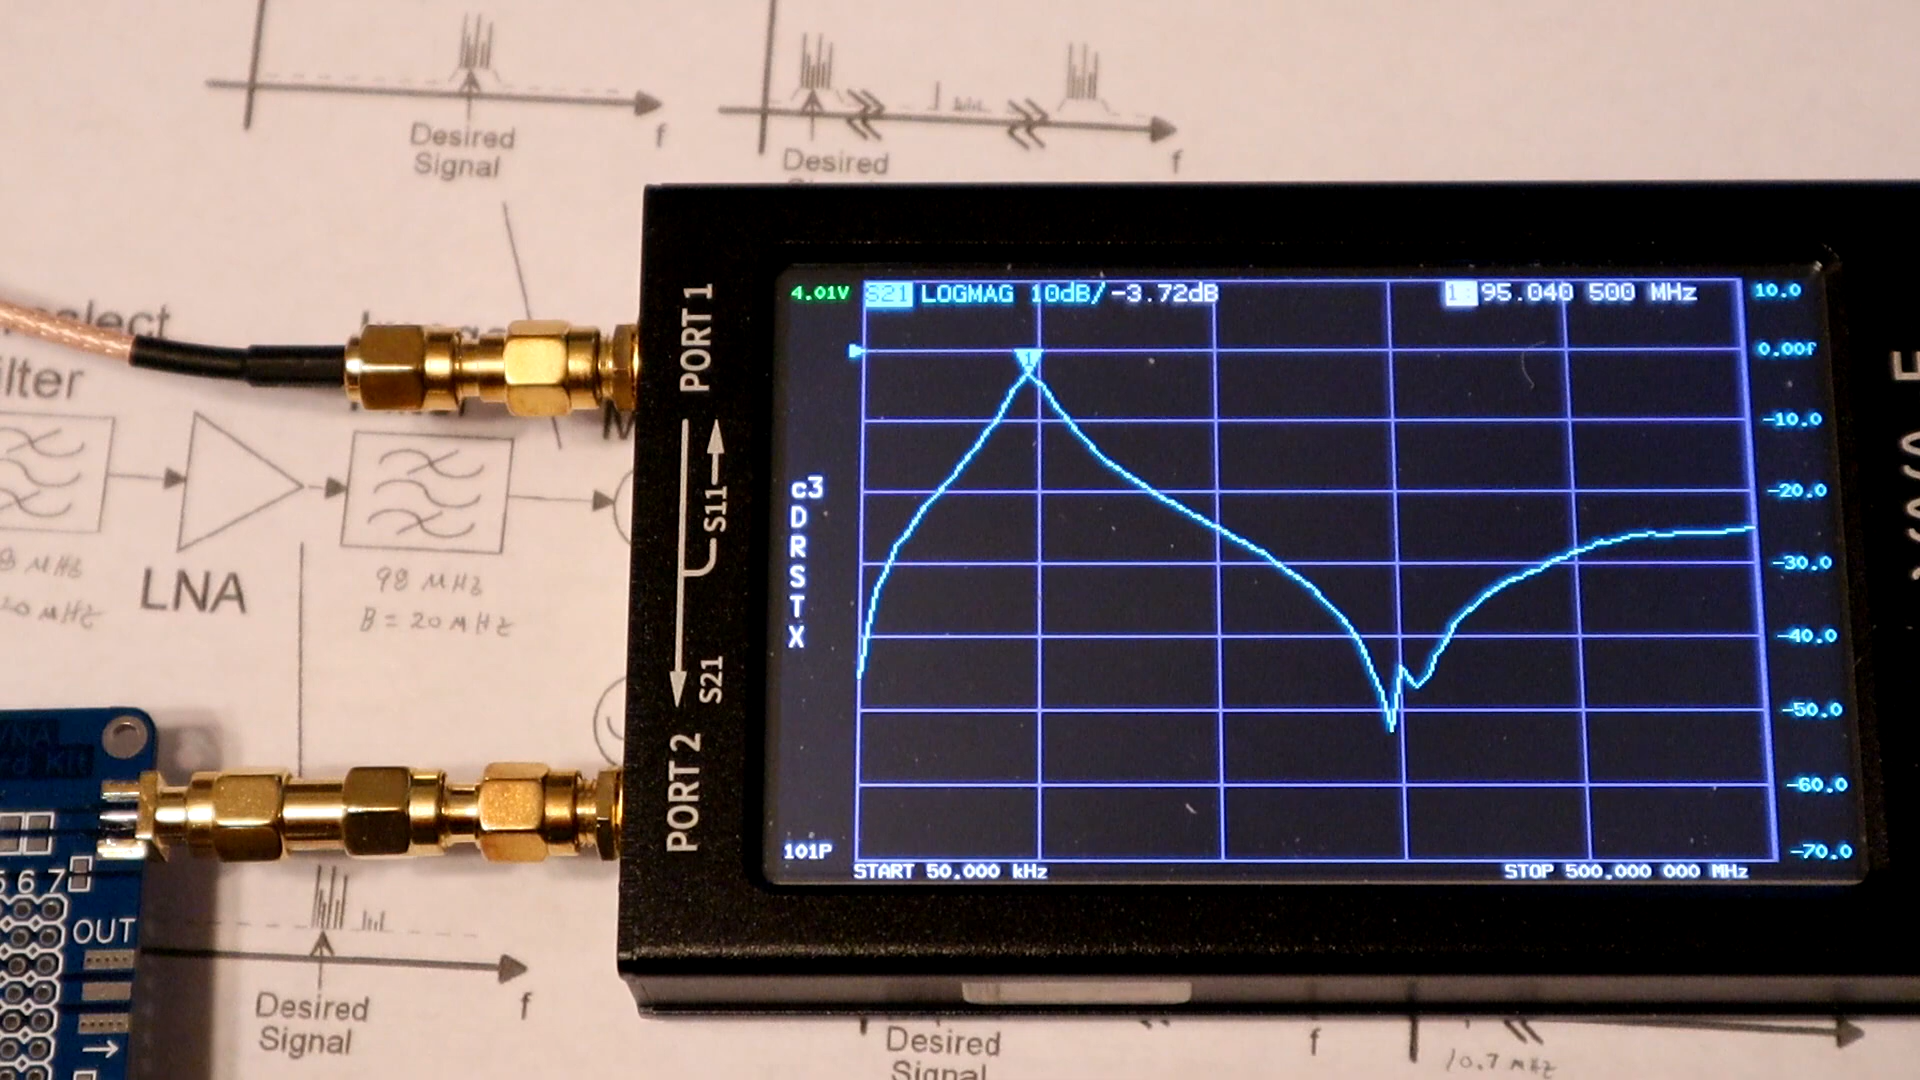 Desired
Signal
f
Desired
f
4.01V
S21 LOGMAG 10dB/-3.72dB
1: 95.040 500 MHz
10.0
0.00r
-10.0
-20.0
-30.0
-40.0
-50.0
-60.0
-70.0
c3
D
R
S
T
X
101P
START 50.000 kHz
STOP 500.000 000 MHz
PORT 1
S11
S21
PORT 2
LNA
98 MHz
B = 20 MHz
6 7
OUT
Desired
Signal
f
Desired
Signal
f
10.7 MHz